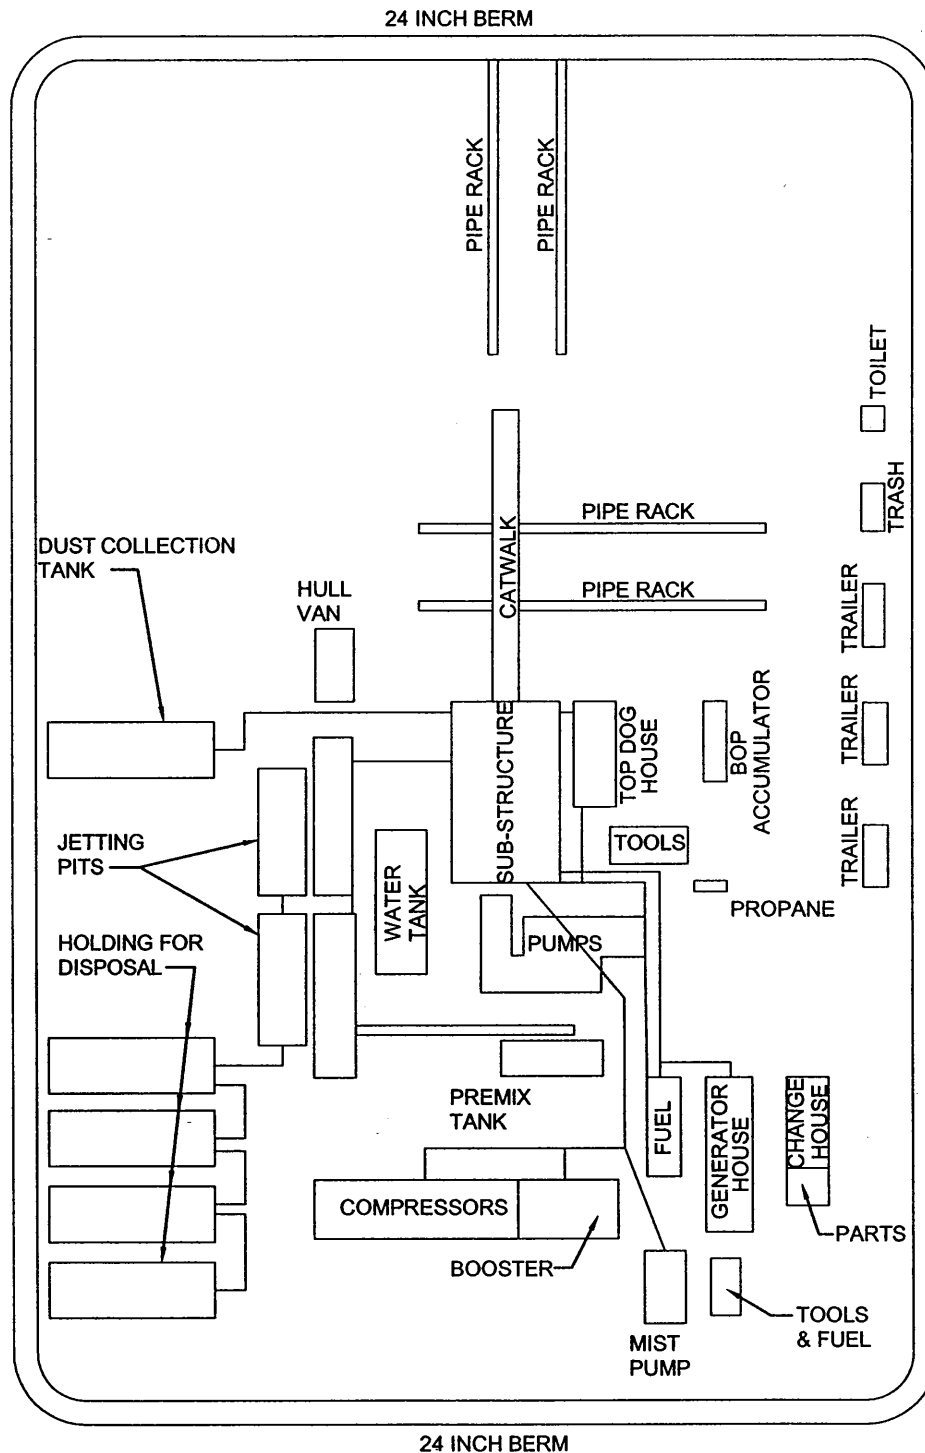 24 INCH BERM
PIPE RACK
PIPE RACK
TOILET
TRASH
PIPE RACK
DUST COLLECTION
TANK
CATWALK
HULL
VAN
PIPE RACK
TRAILER
SUB-STRUCTURE
TOP DOG
HOUSE
BOP
ACCUMULATOR
TRAILER
JETTING
PITS
WATER
TANK
TOOLS
TRAILER
PROPANE
HOLDING FOR
DISPOSAL
PUMPS
PREMIX
TANK
FUEL
GENERATOR
HOUSE
CHANGE
HOUSE
COMPRESSORS
PARTS
BOOSTER
TOOLS
& FUEL
MIST
PUMP
24 INCH BERM